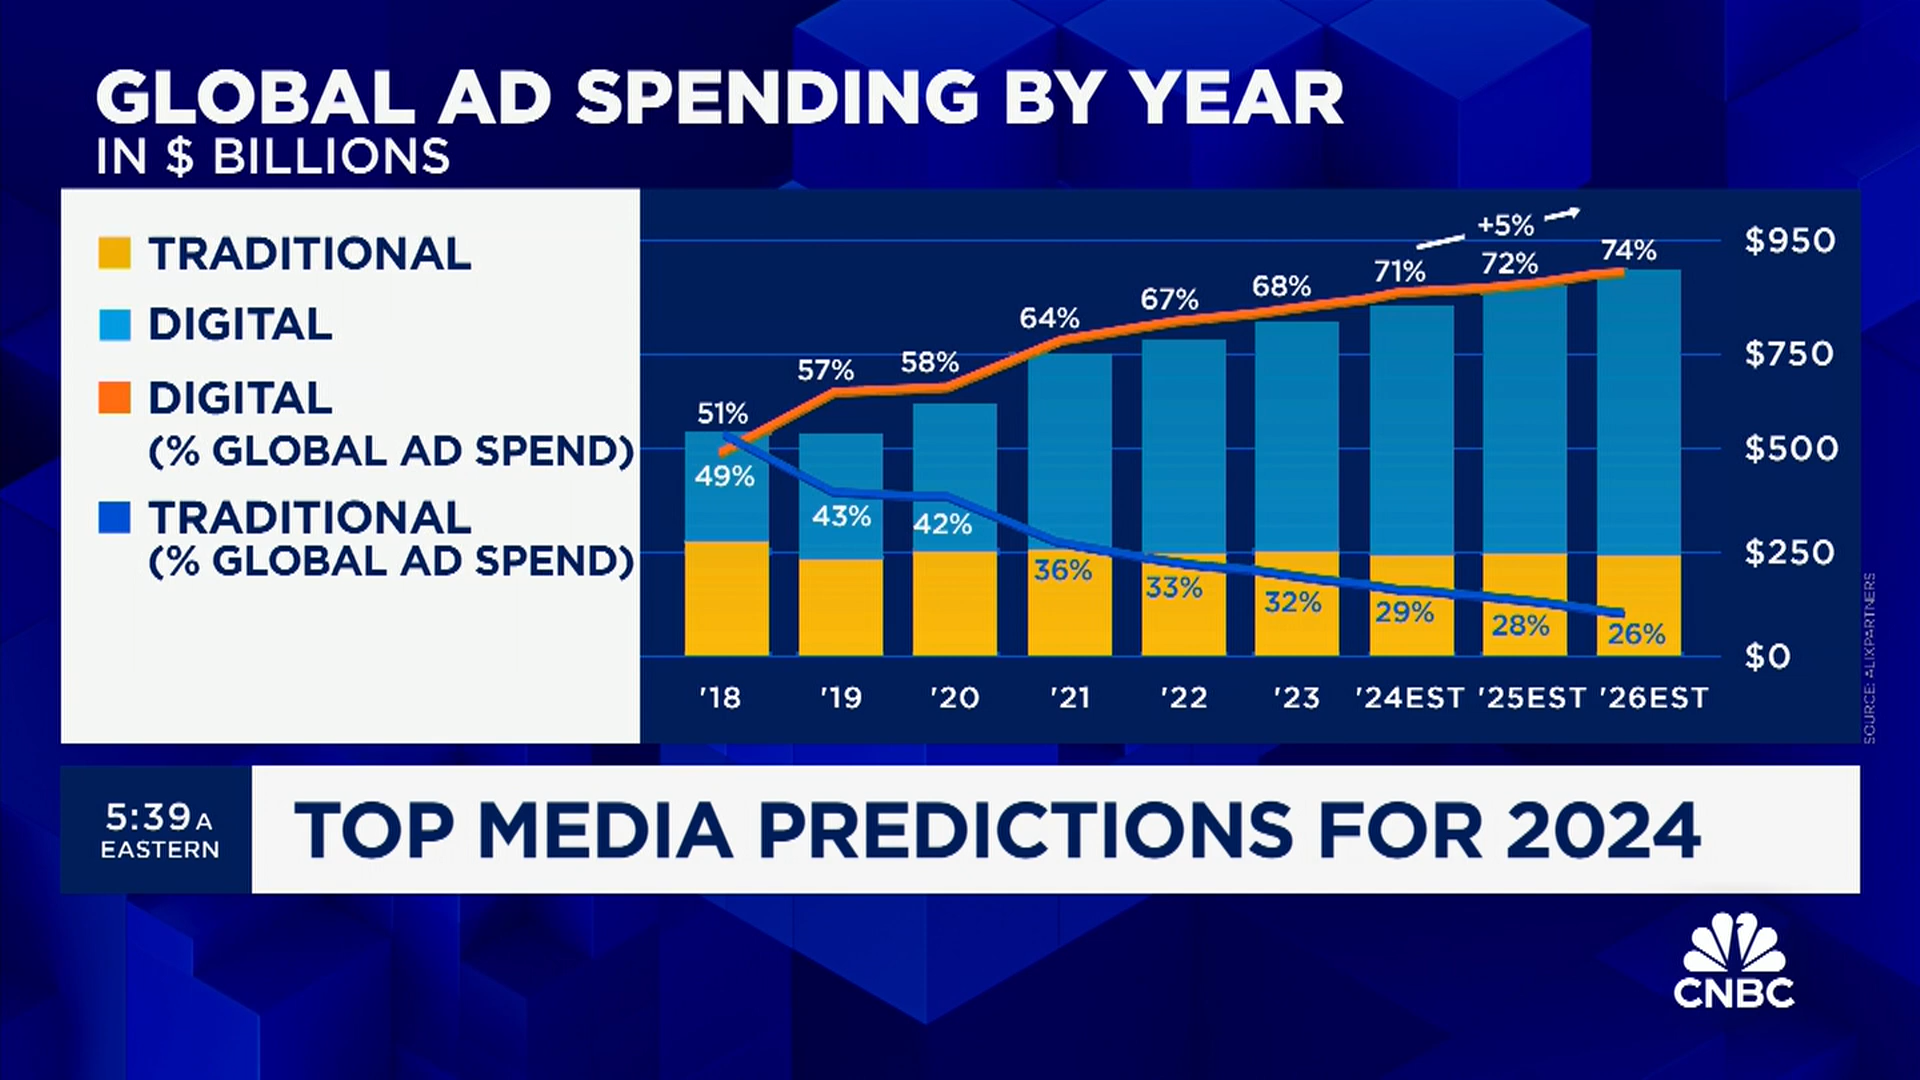 GLOBAL AD SPENDING BY YEAR
IN $ BILLIONS
TRADITIONAL
DIGITAL
DIGITAL
(% GLOBAL AD SPEND)
TRADITIONAL
(% GLOBAL AD SPEND)
+5%
51% 57% 58% 64% 67% 68% 71% 72% 74%
49% 43% 42% 36% 33% 32% 29% 28% 26%
$950
$750
$500
$250
$0
'18 '19 '20 '21 '22 '23 '24EST '25EST '26EST
SOURCE: ALIXPARTNERS
5:39A
EASTERN
TOP MEDIA PREDICTIONS FOR 2024
CNBC